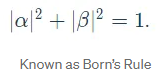 |α|² + |β|² = 1.
Known as Born's Rule